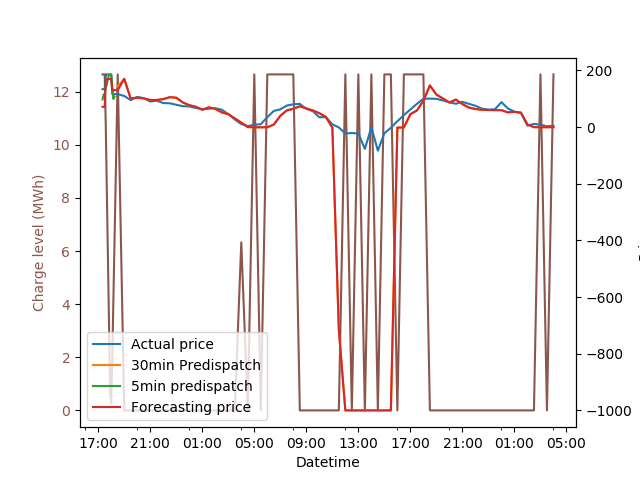 12
10
8
6
4
2
0
Charge level (MWh)
200
0
−200
−400
−600
−800
−1000
Actual price
30min Predispatch
5min predispatch
Forecasting price
17:00 21:00 01:00 05:00 09:00 13:00 17:00 21:00 01:00 05:00
Datetime